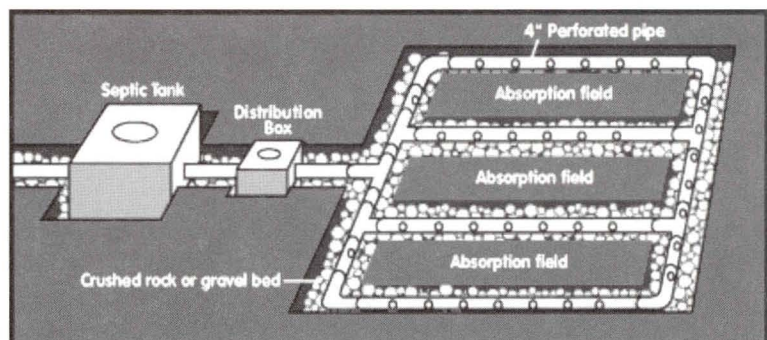 4" Perforated pipe
Septic Tank
Absorption field
Distribution
Box
Absorption field
Absorption field
Crushed rock or gravel bed